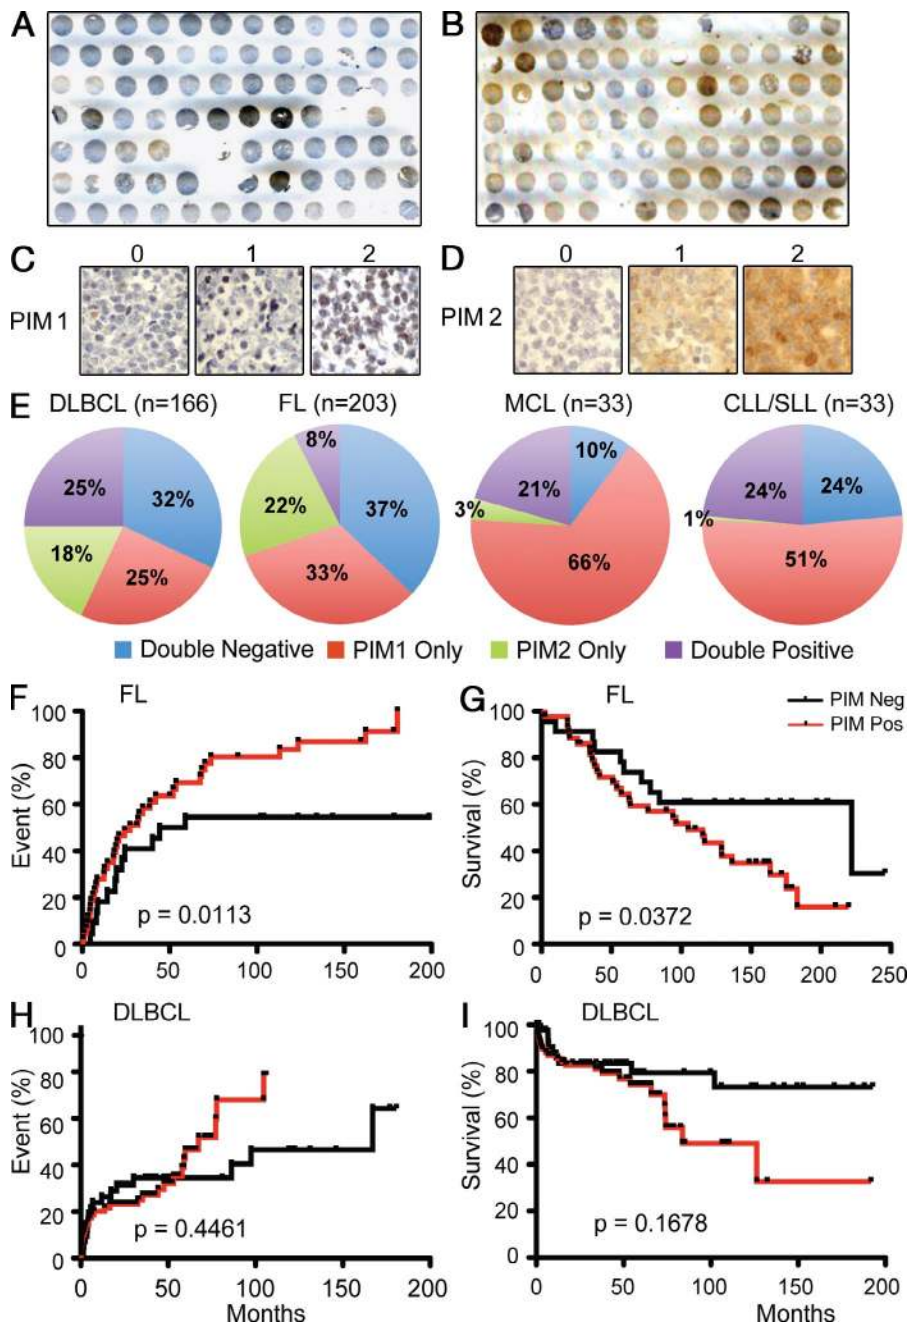 A
B
C
0 1 2
PIM 1
D
0 1 2
PIM 2
E
DLBCL (n=166)
25%
32%
18%
25%
FL (n=203)
8%
22%
37%
33%
MCL (n=33)
10%
21%
3%
66%
CLL/SLL (n=33)
24%
24%
1%
51%
Double Negative PIM1 Only PIM2 Only Double Positive
F
FL
Event (%)
100
80
60
40
20
0
p = 0.0113
0 50 100 150 200
G
FL
PIM Neg
PIM Pos
Survival (%)
100
80
60
40
20
0
p = 0.0372
0 50 100 150 200 250
H
DLBCL
Event (%)
100
80
60
40
20
0
p = 0.4461
0 50 100 150 200
Months
I
DLBCL
Survival (%)
100
80
60
80
20
0
p = 0.1678
0 50 100 150 200
Months